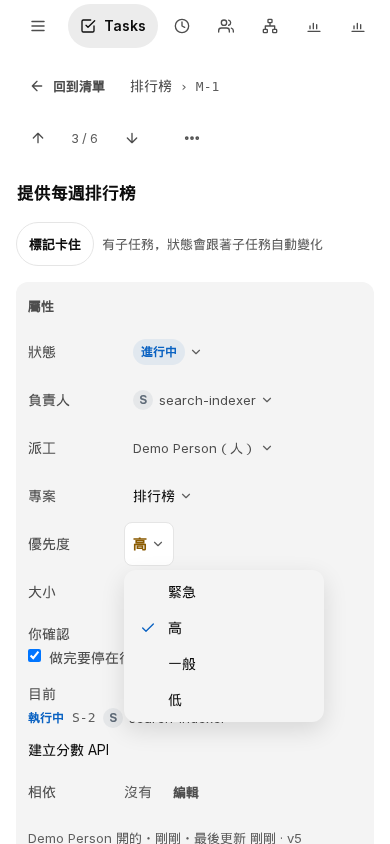 Tasks
回到清單 排行榜 › M-1
3 / 6
提供每週排行榜
標記卡住 有子任務，狀態會跟著子任務自動變化
屬性
狀態 進行中
負責人 S search-indexer
派工 Demo Person（人）
專案 排行榜
優先度 高
大小 緊急
高
你確認
做完要停在
一般
目前
低
執行中 S-2 S search-indexer
建立分數 API
相依 沒有 編輯
Demo Person 開的・剛剛・最後更新 剛剛 · v5